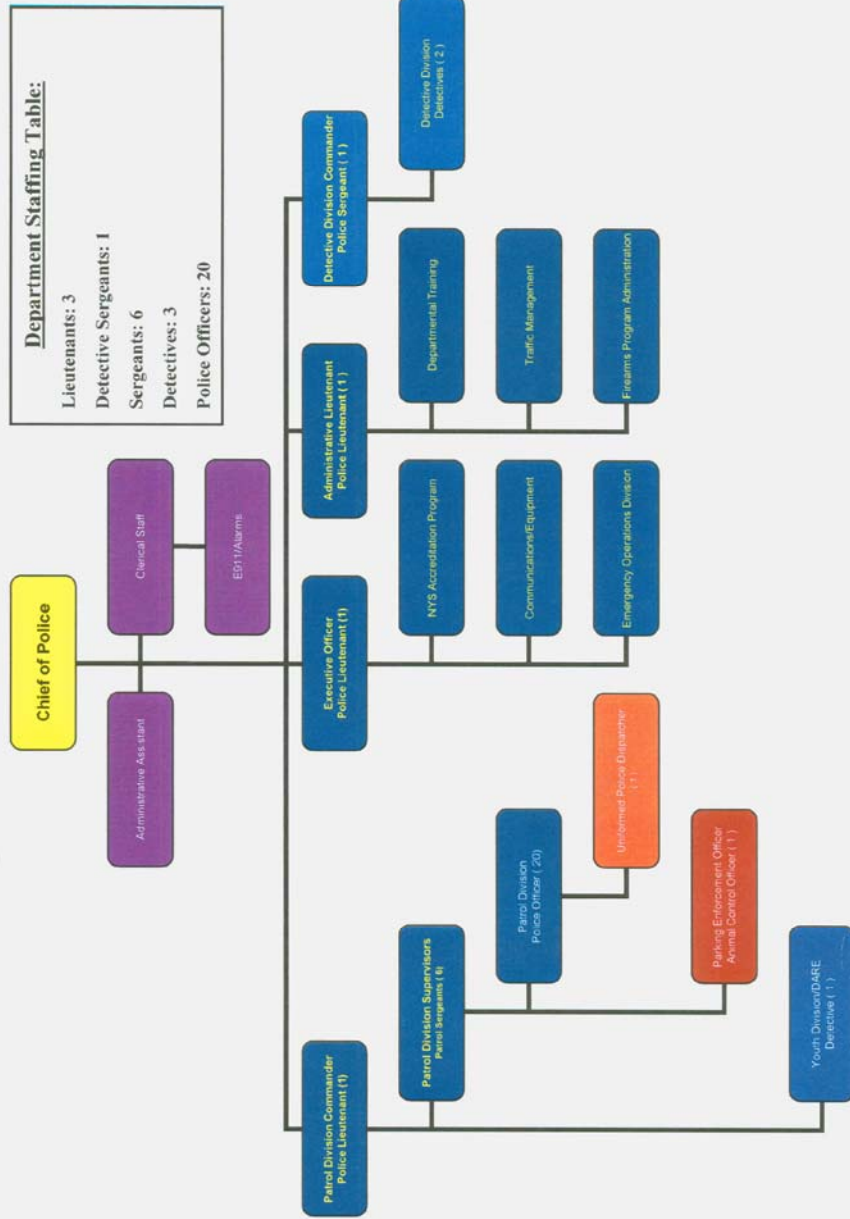 Chief of Police
Department Staffing Table:
Lieutenants: 3
Detective Sergeants: 1
Sergeants: 6
Detectives: 3
Police Officers: 20
Administrative Assistant
Clerical Staff
E911/Alarms
Patrol Division Commander
Police Lieutenant (1)
Executive Officer
Police Lieutenant (1)
Administrative Lieutenant
Police Lieutenant ( 1 )
Detective Division Commander
Police Sergeant ( 1 )
Patrol Division Supervisors
Patrol Sergeants ( 6 )
NYS Accreditation Program
Departmental Training
Detective Division
Detectives ( 2 )
Patrol Division
Police Officer ( 20 )
Communications/Equipment
Traffic Management
Uniformed Police Dispatcher
( 1 )
Emergency Operations Division
Firearms Program Administration
Parking Enforcement Officer
Animal Control Officer ( 1 )
Youth Division/DARE
Detective ( 1 )